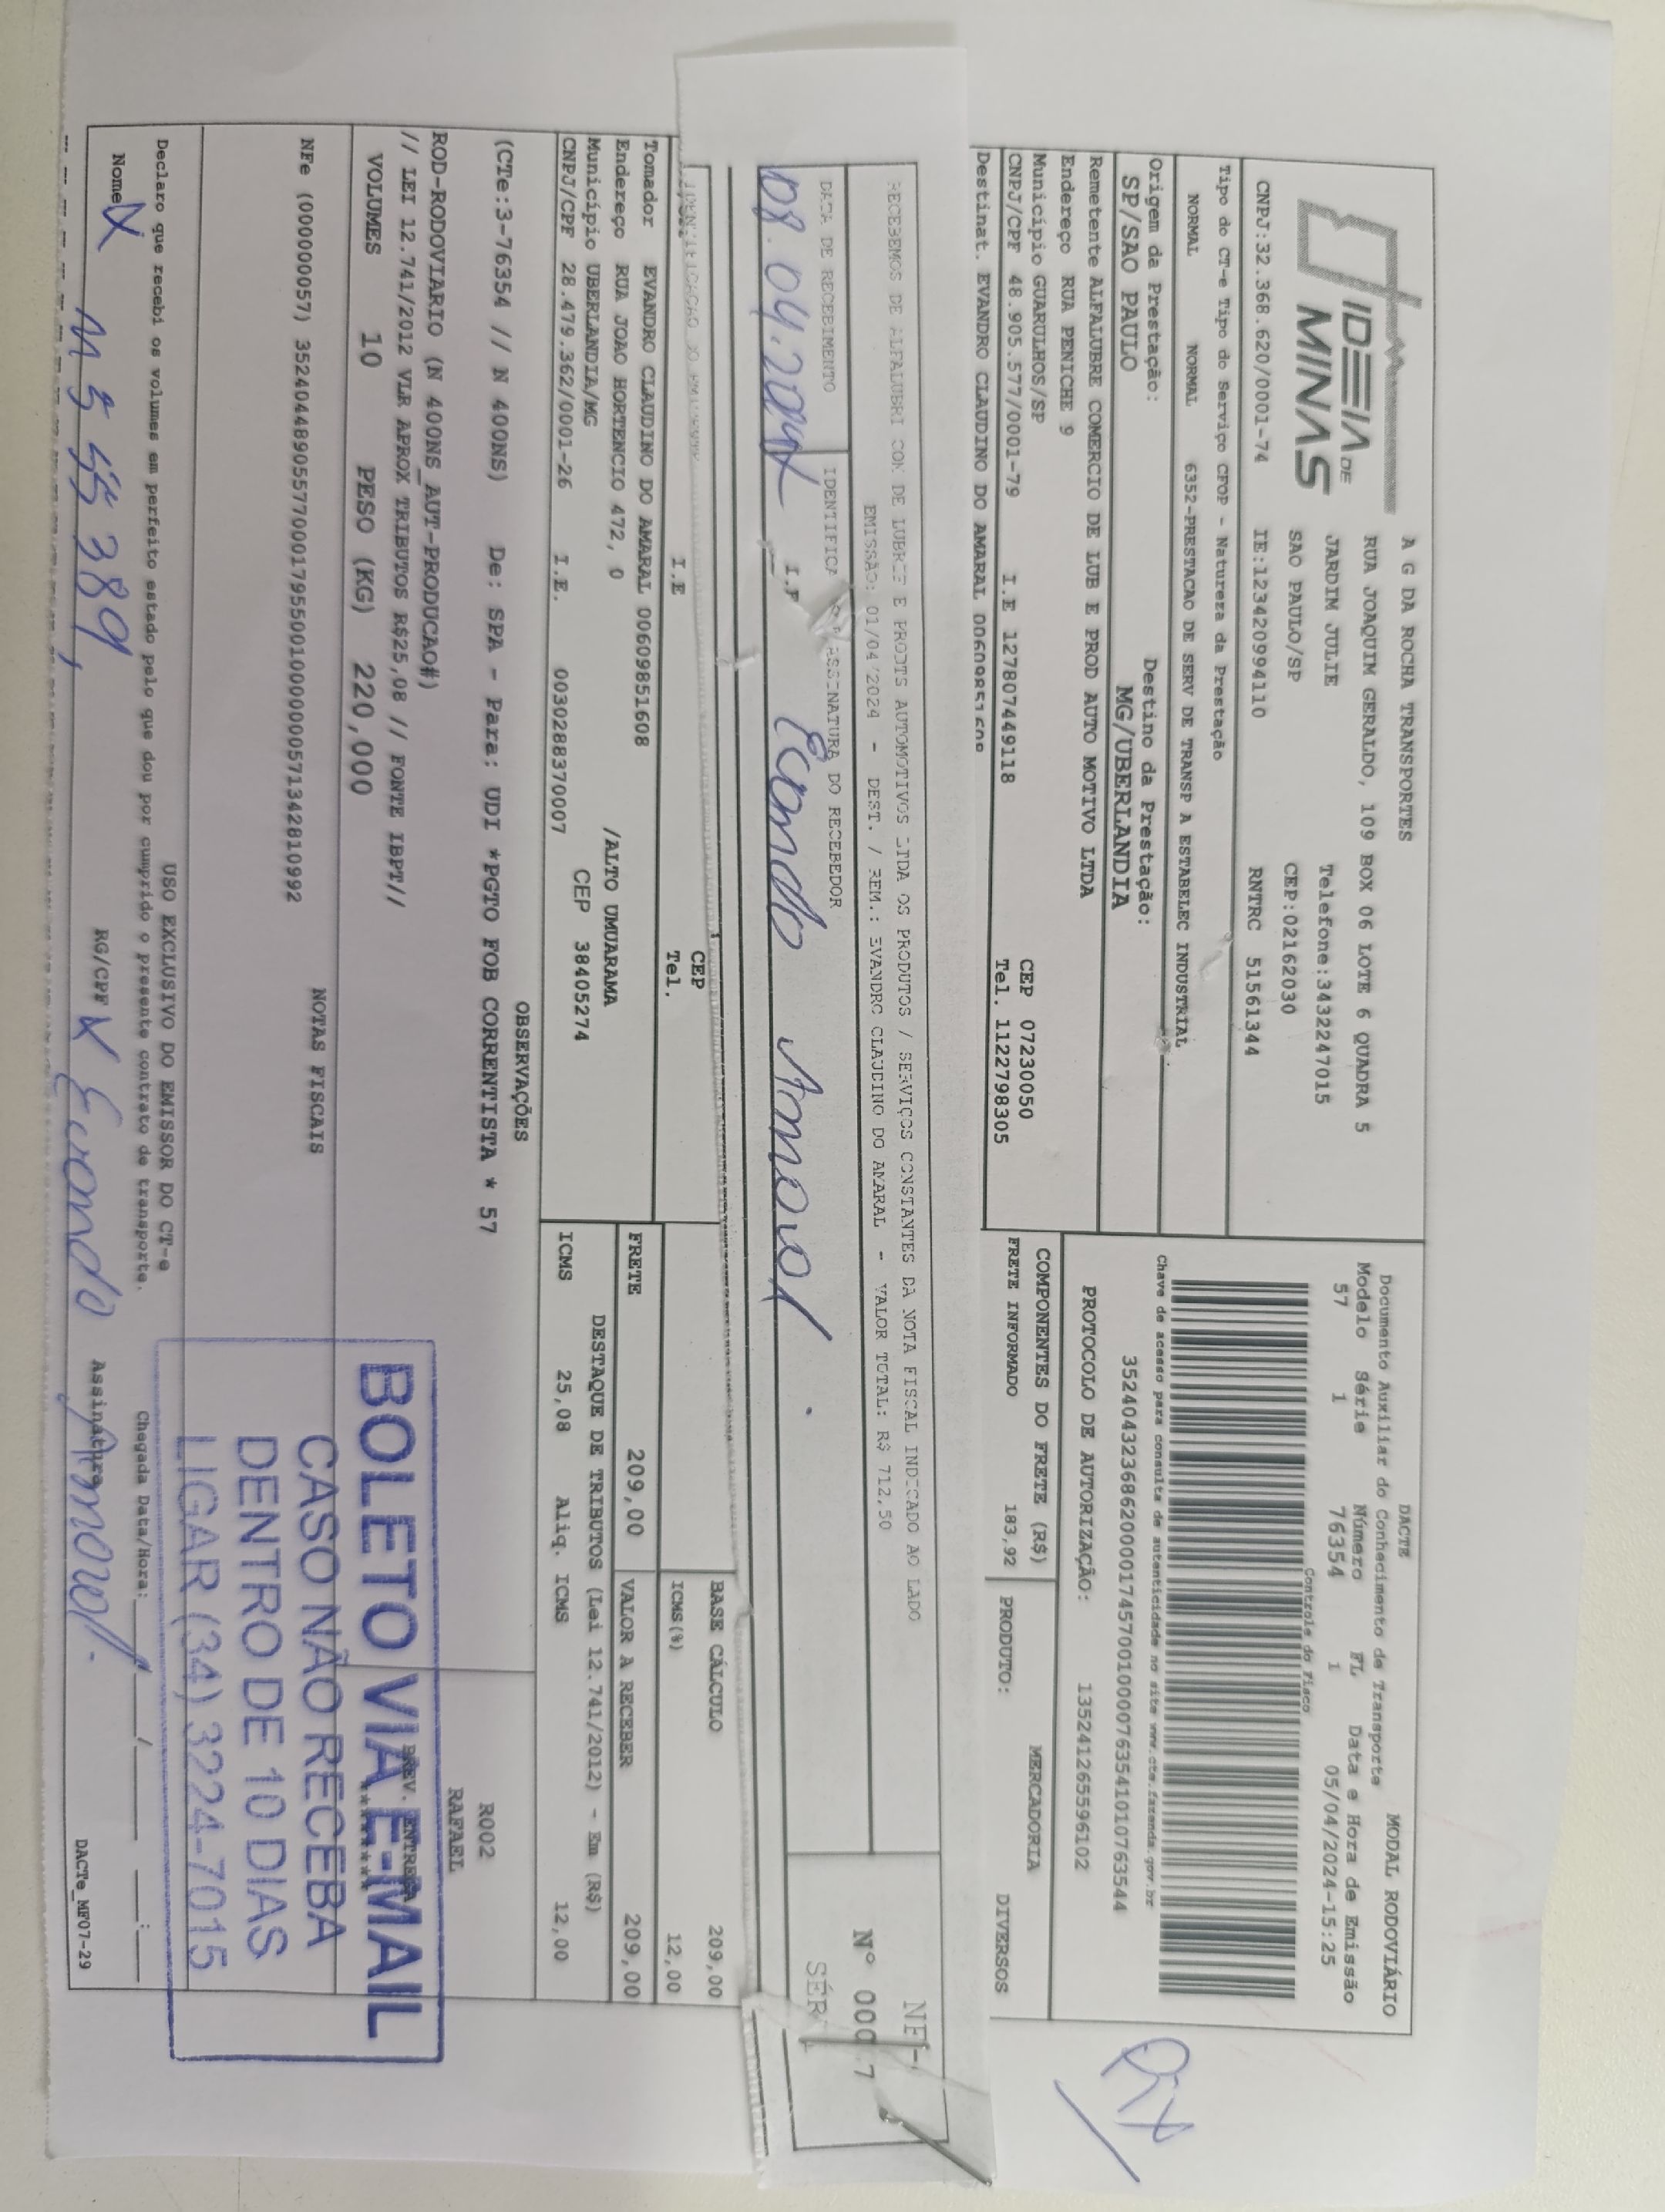 IDEIA DE
MINAS
A G DA ROCHA TRANSPORTES
RUA JOAQUIM GERALDO, 109 BOX 06 LOTE 6 QUADRA 5
JARDIM JULIE Telefone:3432247015
SAO PAULO/SP CEP:02162030
CNPJ:32.368.620/0001-74 IE:123420994110 RNTRC 51561344
DACTE MODAL RODOVIÁRIO
Documento Auxiliar do Conhecimento de Transporte
Modelo Série Número FL Data e Hora de Emissão
57 1 76354 1 05/04/2024-15:25
Controle do Fisco
Chave de acesso para consulta de autenticidade no site www.cte.fazenda.gov.br
35240432368620000174570010000763541010763544
PROTOCOLO DE AUTORIZAÇÃO: 135241265596102
Tipo do CT-e Tipo do Serviço CFOP - Natureza da Prestação
NORMAL NORMAL 6352-PRESTACAO DE SERV DE TRANSP A ESTABELEC INDUSTRIAL
Origem da Prestação: Destino da Prestação:
SP/SAO PAULO MG/UBERLANDIA
Remetente ALFALUBRE COMERCIO DE LUB E PROD AUTO MOTIVO LTDA
Endereço RUA PENICHE 9
Município GUARULHOS/SP CEP 07230050
CNPJ/CPF 48.905.577/0001-79 I.E 127807449118 Tel. 1122798305
Destinat. EVANDRO CLAUDINO DO AMARAL 00609851608
COMPONENTES DO FRETE (R$) MERCADORIA
FRETE INFORMADO 183,92 PRODUTO: DIVERSOS
Pix
RECEBEMOS DE ALFALUBRI COM DE LUBRIF E PRODTS AUTOMOTIVOS LTDA OS PRODUTOS / SERVIÇOS CONSTANTES DA NOTA FISCAL INDICADO AO LADO
EMISSÃO: 01/04/2024 - DEST. / REM.: EVANDRO CLAUDINO DO AMARAL - VALOR TOTAL: R$ 712,50
DATA DE RECEBIMENTO
ASSINATURA DO RECEBEDOR
08.04.2024 Evandro Amaral.
I.E
CEP
Tel.
BASE CÁLCULO 209,00
ICMS(%) 12,00
Tomador EVANDRO CLAUDINO DO AMARAL 00609851608
Endereço RUA JOAO HORTENCIO 472, 0 /ALTO UMUARAMA
Município UBERLANDIA/MG CEP 38405274
CNPJ/CPF 28.479.362/0001-26 I.E. 0030288370007
FRETE 209,00 VALOR A RECEBER 209,00
DESTAQUE DE TRIBUTOS (Lei 12.741/2012) - Em (R$)
ICMS 25,08 Aliq. ICMS 12,00
OBSERVAÇÕES
(CTe:3-76354 // N 400NS) De: SPA - Para: UDI *PGTO FOB CORRENTISTA * 57
R002
RAFAEL
ROD-RODOVIARIO (N 400NS_AUT-PRODUCAO#)
// LEI 12.741/2012 VLR APROX TRIBUTOS R$25,08 // FONTE IBPT//
PREV. ENTREGA
VOLUMES 10 PESO (KG) 220,000
NOTAS FISCAIS
NFe (000000057) 35240448905577000179550010000000571342810992
BOLETO VIA E-MAIL
CASO NÃO RECEBA
DENTRO DE 10 DIAS
LIGAR (34) 3224-7015
USO EXCLUSIVO DO EMISSOR DO CT-e
Declaro que recebi os volumes em perfeito estado pelo que dou por cumprido o presente contrato de transporte.
Chegada Data/Hora:
Nome RG/CPF Evandro Assinatura Amaral.
DACTe_MF07-29